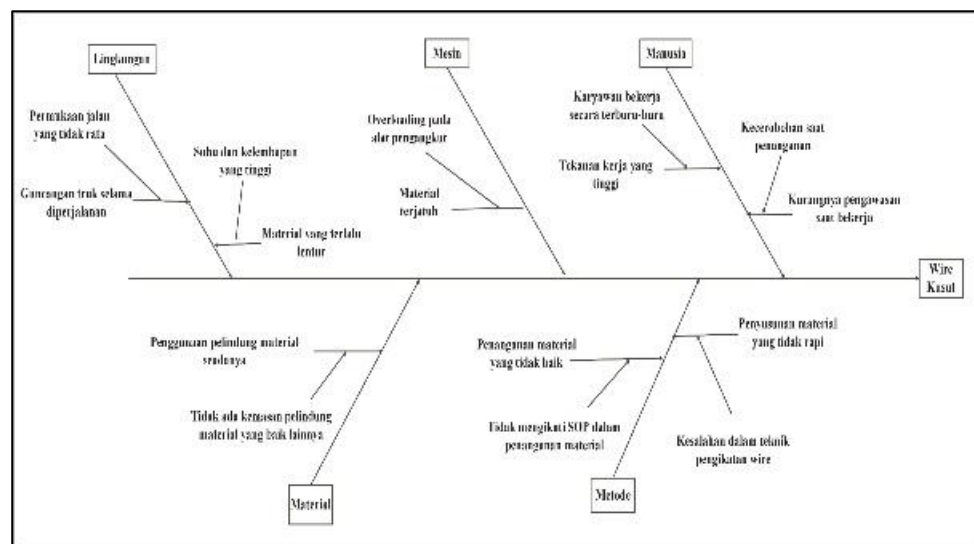 Lingkungan
Mesin
Manusia
Permukaan jalan
yang tidak rata
Guncangan truk selama
diperjalanan
Suhu dan kelembapan
yang tinggi
Material yang terlalu
lentur
Overloading pada
alat pengangkut
Material
terjatuh
Karyawan bekerja
secara terburu-buru
Tekanan kerja yang
tinggi
Kecerobohan saat
penanganan
Kurangnya pengawasan
saat bekerja
Wire
Kusut
Penggunaan pelindung material
seadanya
Tidak ada kemasan pelindung
material yang baik lainnya
Penanganan material
yang tidak baik
Tidak mengikuti SOP dalam
penanganan material
Penyusunan material
yang tidak rapi
Kesalahan dalam teknik
pengikatan wire
Material
Metode